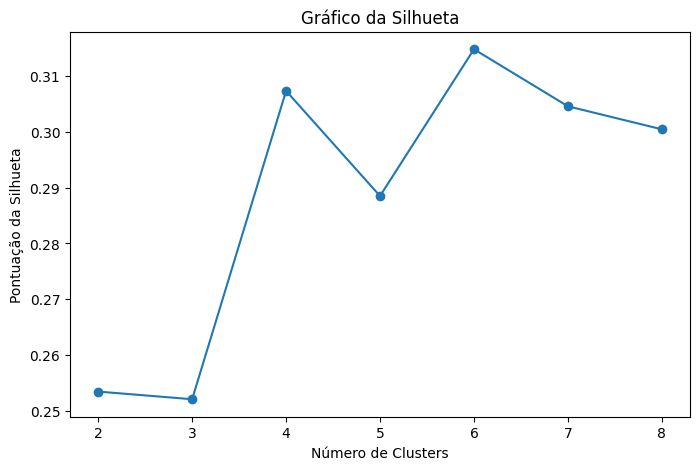 Gráfico da Silhueta
Pontuação da Silhueta
0.31
0.30
0.29
0.28
0.27
0.26
0.25
2 3 4 5 6 7 8
Número de Clusters